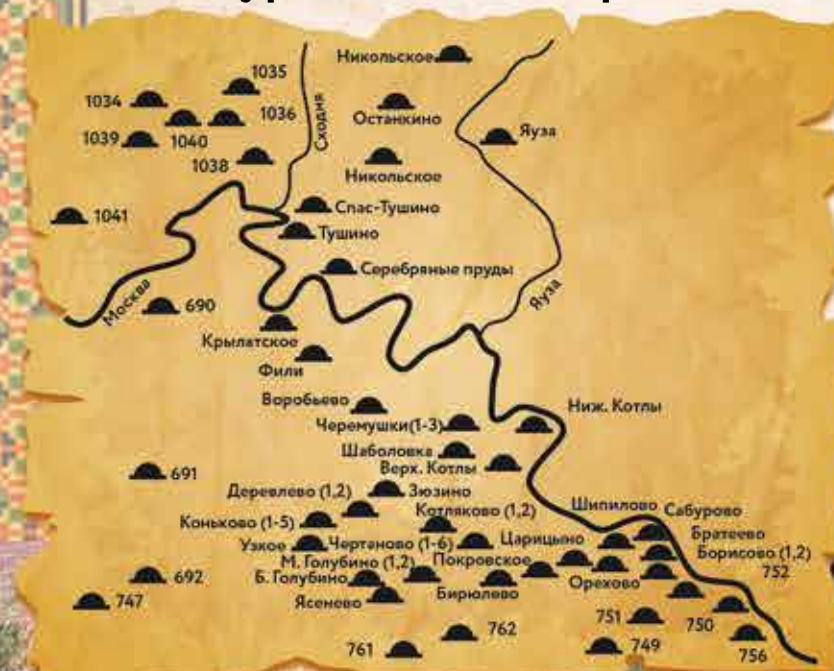 Никольское
1035
1034
Останкино
1036
Яуза
1039
1040
Сходня
1038
Никольское
Спас-Тушино
1041
Тушино
Серебряные пруды
Москва
690
Яуза
Крылатское
Фили
Воробьево
Ниж. Котлы
Черемушки(1-3)
Шаболовка
Верх. Котлы
691
Деревлево (1,2)
Зюзино
Котляково (1,2)
Шипилово
Сабурово
Коньково (1-5)
Царицыно
Братеево
Узкое
Чертаново (1-6)
Борисово (1,2)
М. Голубино (1,2)
Покровское
752
692
Б. Голубино
Орехово
Бирюлево
747
Ясенево
751
750
762
761
749
756